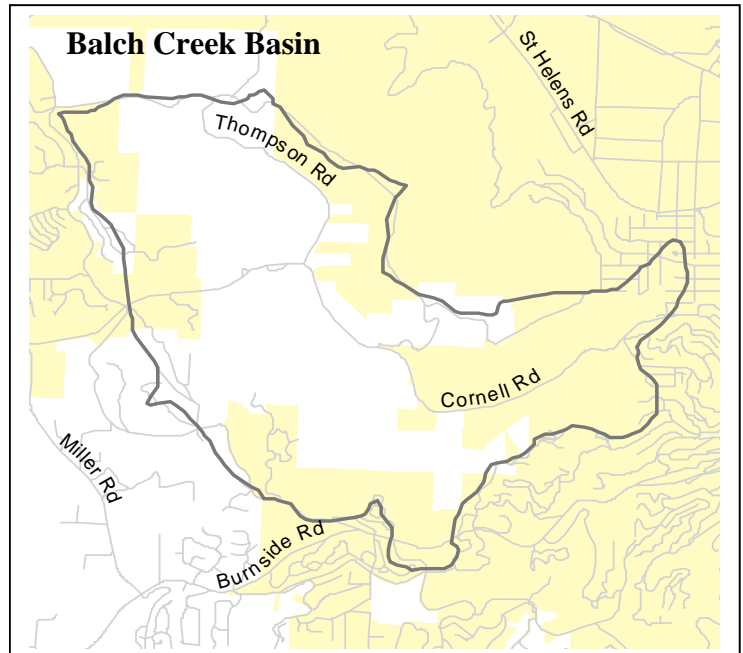 Balch Creek Basin
St Helens Rd
Thompson Rd
Cornell Rd
Miller Rd
Burnside Rd